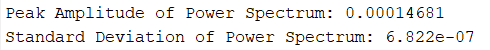 Peak Amplitude of Power Spectrum: 0.00014681
Standard Deviation of Power Spectrum: 6.822e-07